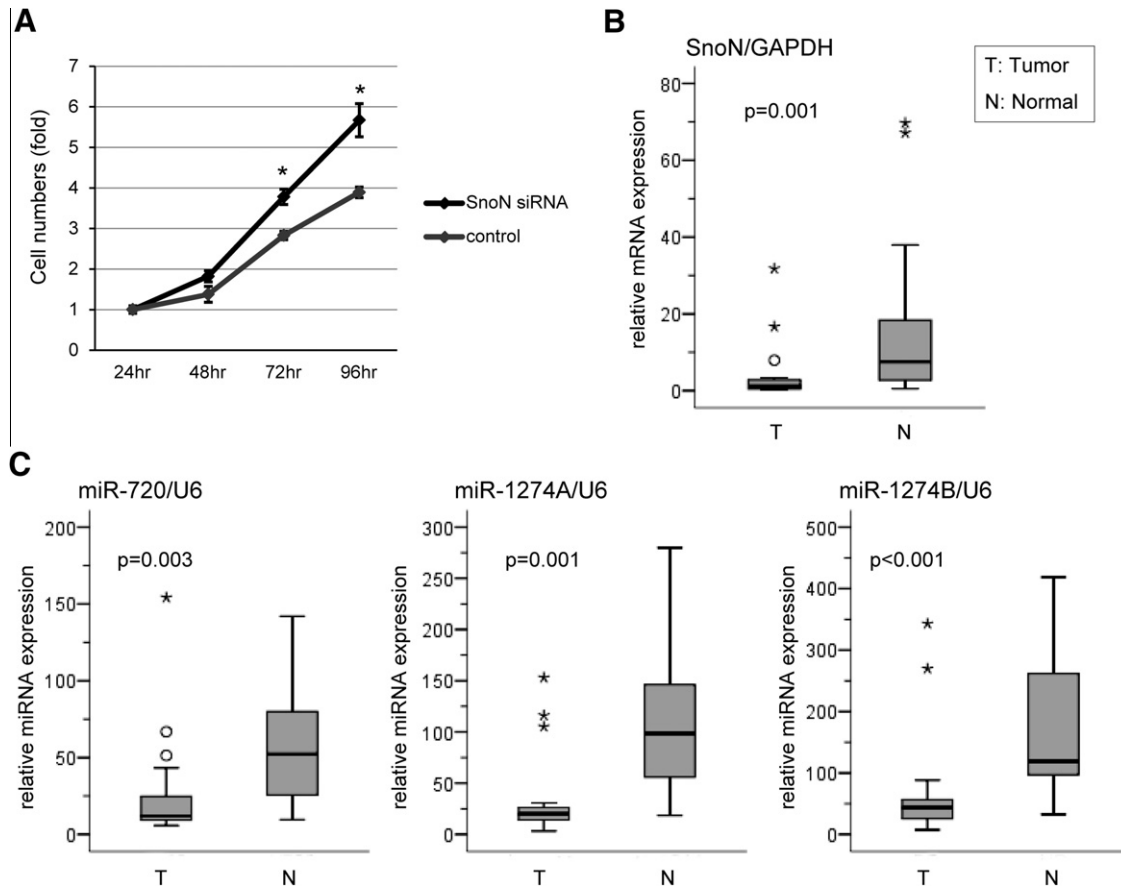 A
7
6
5
4
3
2
1
0
Cell numbers (fold)
*
*
24hr 48hr 72hr 96hr
SnoN siRNA
control
B
SnoN/GAPDH
T: Tumor
N: Normal
p=0.001
80
60
40
20
0
relative mRNA expression
T N
C
miR-720/U6
p=0.003
200
150
100
50
0
relative miRNA expression
T N
miR-1274A/U6
p=0.001
300
250
200
150
100
50
0
relative miRNA expression
T N
miR-1274B/U6
p<0.001
500
400
300
200
100
0
relative miRNA expression
T N